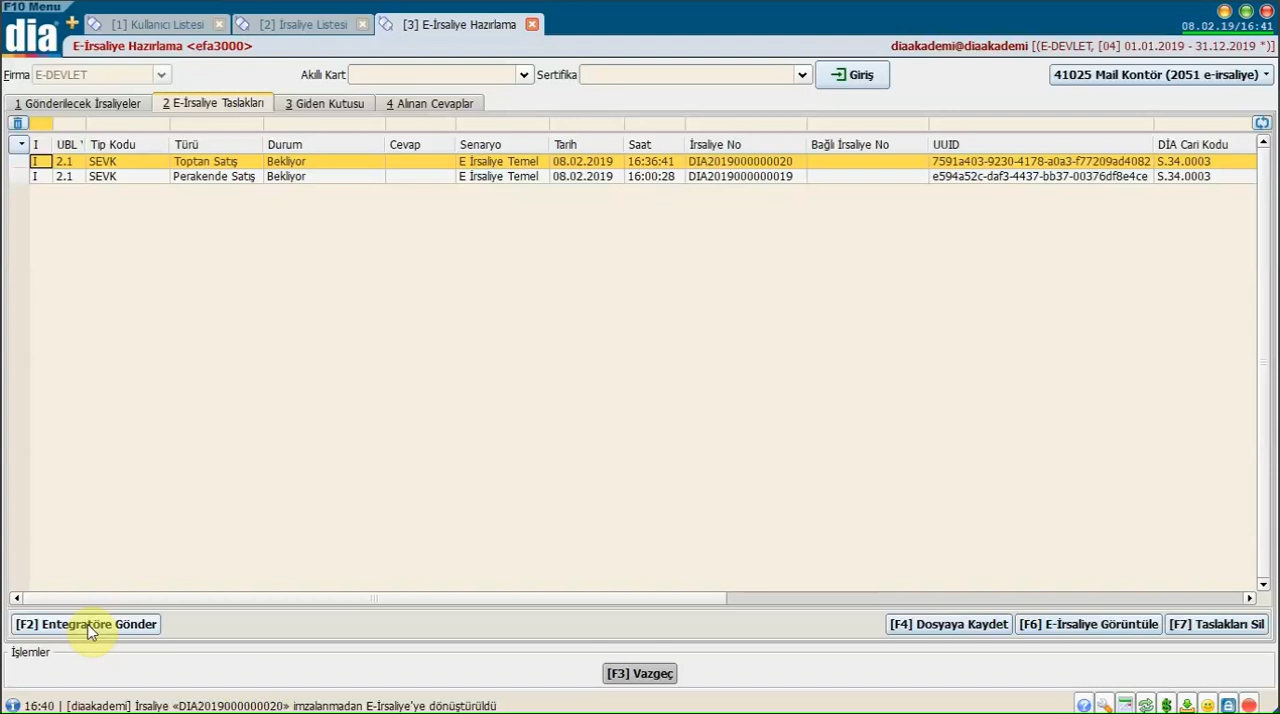 F10 Menu
dia
[1] Kullanıcı Listesi
[2] İrsaliye Listesi
[3] E-İrsaliye Hazırlama
08.02.19/16:41
E-İrsaliye Hazırlama <efa3000>
diaakademi@diaakademi [(E-DEVLET, [04] 01.01.2019 - 31.12.2019 *)]
Firma E-DEVLET Akıllı Kart Sertifika Giriş 41025 Mail Kontör (2051 e-irsaliye)
1 Gönderilecek İrsaliyeler 2 E-İrsaliye Taslakları 3 Giden Kutusu 4 Alınan Cevaplar
I UBL Tip Kodu Türü Durum Cevap Senaryo Tarih Saat İrsaliye No Bağlı İrsaliye No UUID DİA Cari Kodu
I 2.1 SEVK Toptan Satış Bekliyor E İrsaliye Temel 08.02.2019 16:36:41 DIA2019000000020 7591a403-9230-4178-a0a3-f77209ad4082 S.34.0003
I 2.1 SEVK Perakende Satış Bekliyor E İrsaliye Temel 08.02.2019 16:00:28 DIA2019000000019 e594a52c-daf3-4437-bb37-00376df8e4ce S.34.0003
[F2] Entegratöre Gönder [F4] Dosyaya Kaydet [F6] E-İrsaliye Görüntüle [F7] Taslakları Sil
İşlemler
[F3] Vazgeç
16:40 | [diaakademi] İrsaliye «DIA2019000000020» imzalanmadan E-İrsaliye'ye dönüştürüldü